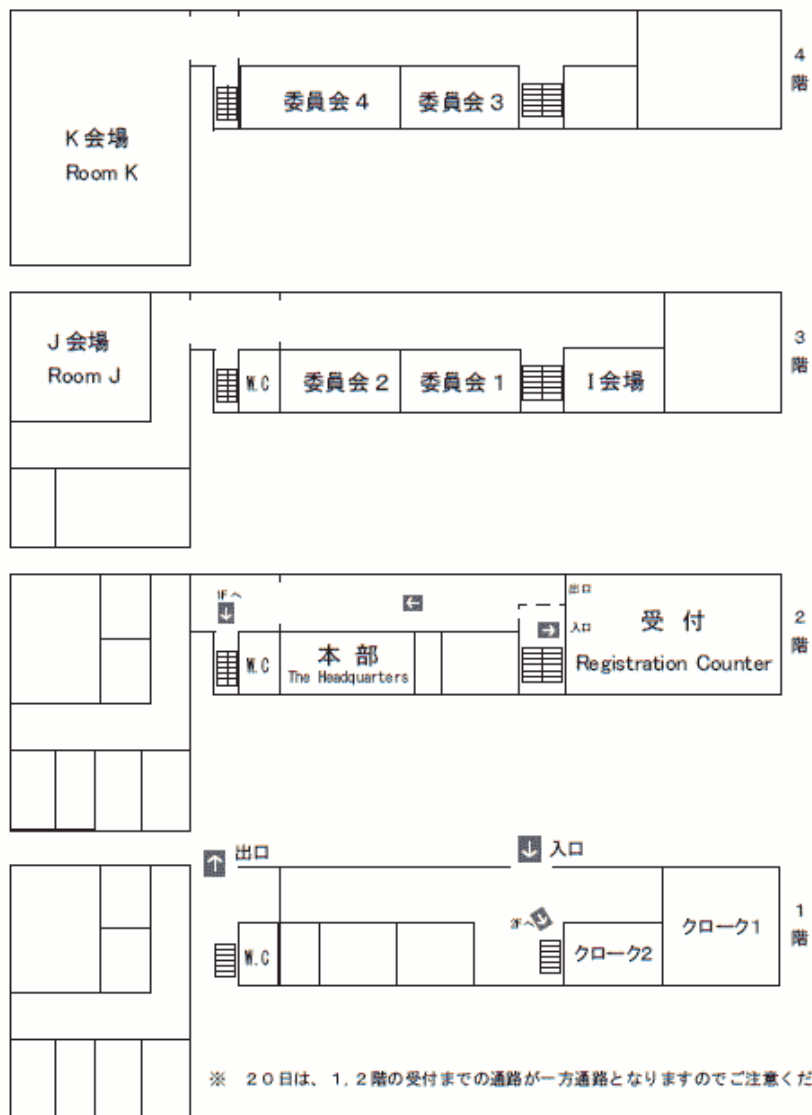 4階
委員会4
委員会3
K会場
Room K
3階
J会場
Room J
W.C
委員会2
委員会1
I会場
2階
1Fへ
出口
入口
受付
Registration Counter
W.C
本部
The Headquarters
出口
入口
1階
2Fへ
W.C
クローク2
クローク1
※ 20日は、1,2階の受付までの通路が一方通路となりますのでご注意くだ